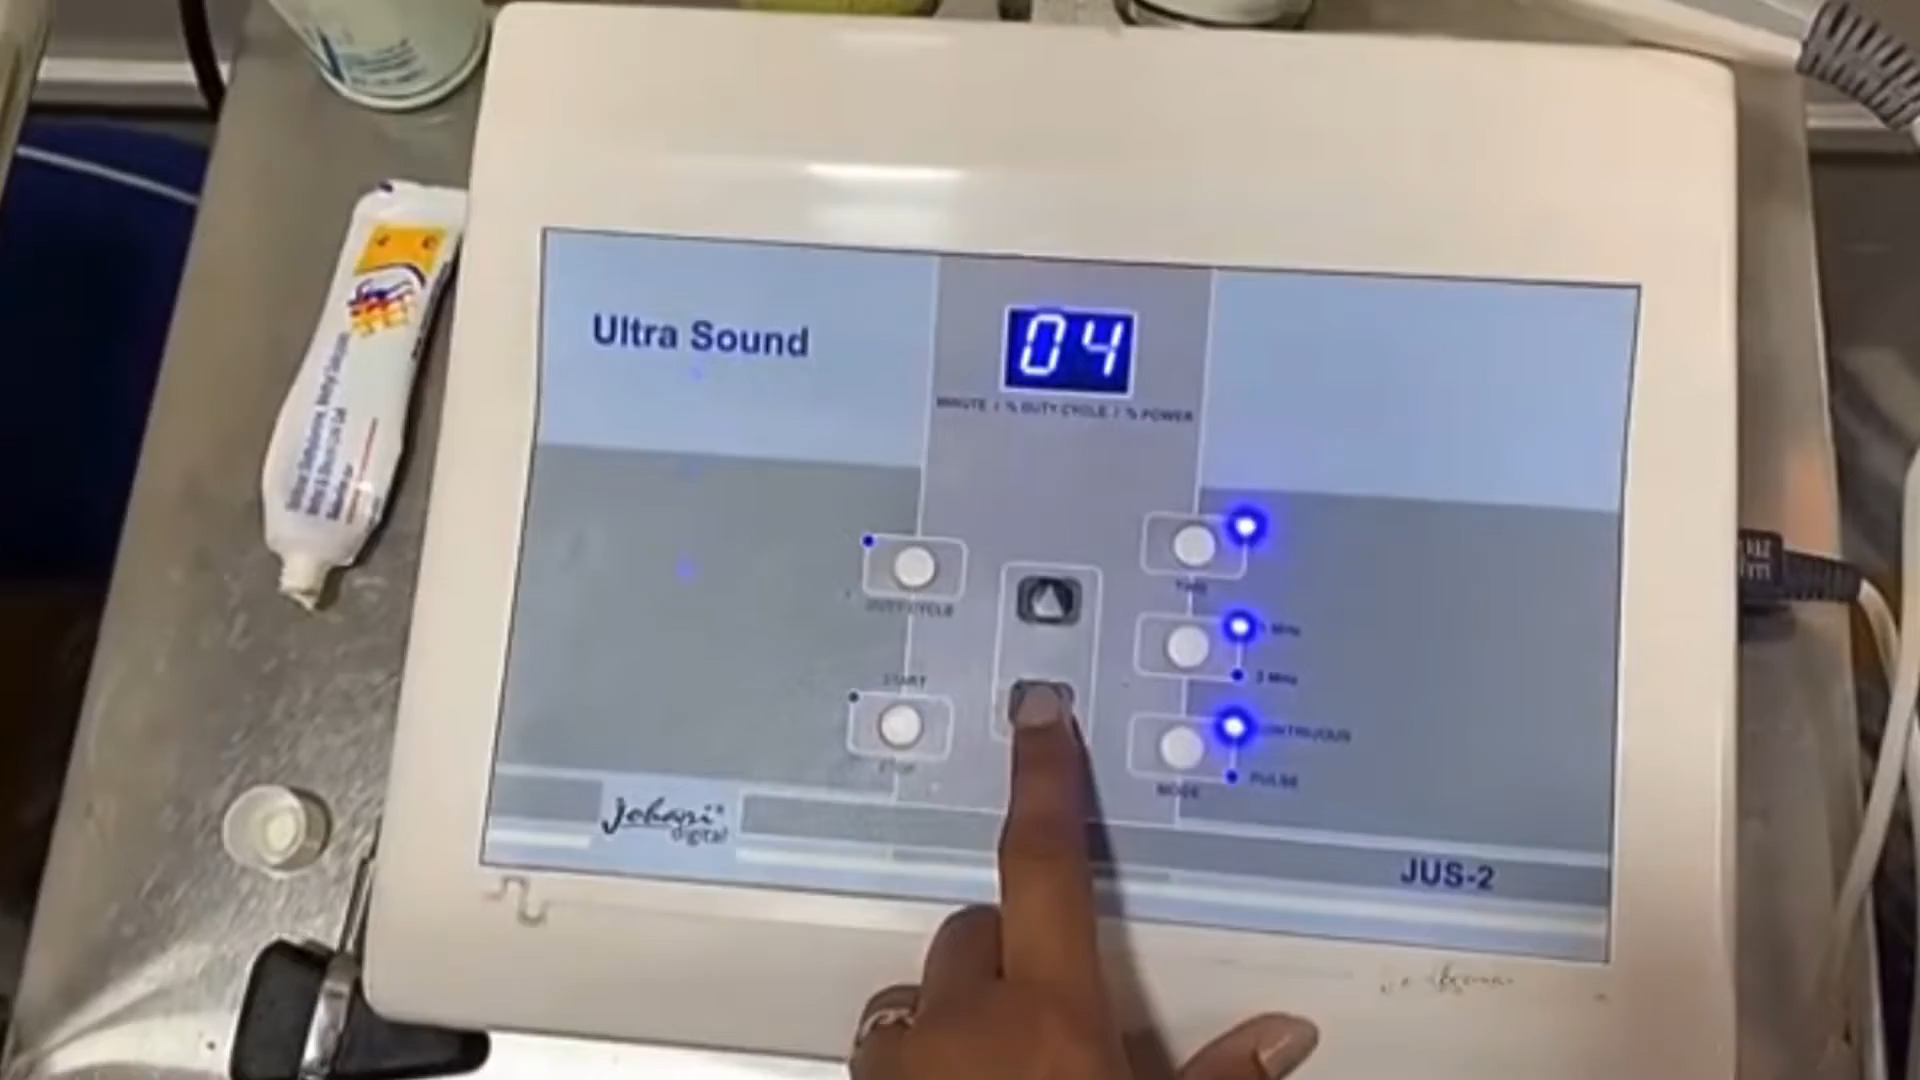 Ultra Sound
04
MINUTE / % DUTY CYCLE / % POWER
TIME
DUTY CYCLE
1 MHz
3 MHz
START
STOP
CONTINUOUS
PULSE
MODE
Johari®
digital
JUS-2